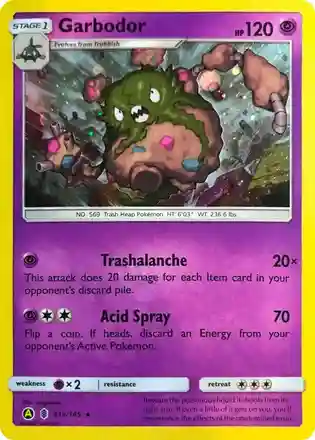 STAGE 1
Garbodor
HP 120
Evolves from Trubbish
NO. 569 Trash Heap Pokémon HT: 6'03" WT: 236.6 lbs.
Trashalanche 20×
This attack does 20 damage for each Item card in your
opponent's discard pile.
Acid Spray 70
Flip a coin. If heads, discard an Energy from your
opponent's Active Pokémon.
weakness ×2 resistance retreat
A /145 ★